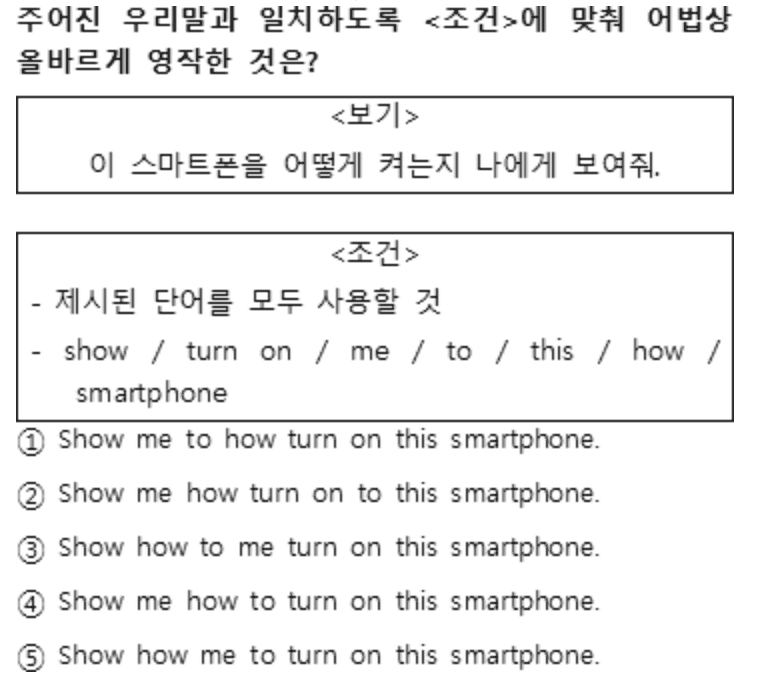 주어진 우리말과 일치하도록 <조건>에 맞춰 어법상
올바르게 영작한 것은?
<보기>
이 스마트폰을 어떻게 켜는지 나에게 보여줘.
<조건>
- 제시된 단어를 모두 사용할 것
- show / turn on / me / to / this / how /
smartphone
① Show me to how turn on this smartphone.
② Show me how turn on to this smartphone.
③ Show how to me turn on this smartphone.
④ Show me how to turn on this smartphone.
⑤ Show how me to turn on this smartphone.